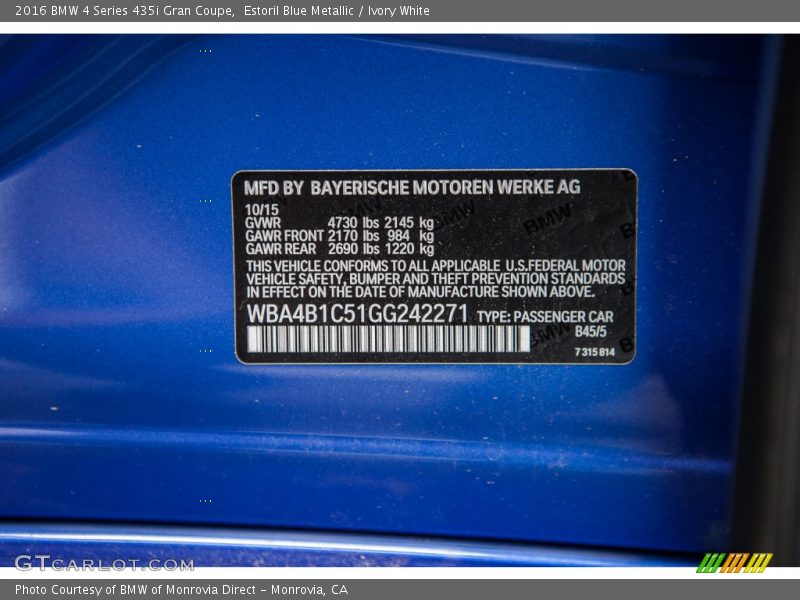 2016 BMW 4 Series 435i Gran Coupe,  Estoril Blue Metallic / Ivory White
MFD BY BAYERISCHE MOTOREN WERKE AG
10/15
GVWR 4730 lbs 2145 kg
GAWR FRONT 2170 lbs 984 kg
GAWR REAR 2690 lbs 1220 kg
THIS VEHICLE CONFORMS TO ALL APPLICABLE U.S.FEDERAL MOTOR
VEHICLE SAFETY, BUMPER AND THEFT PREVENTION STANDARDS
IN EFFECT ON THE DATE OF MANUFACTURE SHOWN ABOVE.
WBA4B1C51GG242271 TYPE: PASSENGER CAR
B45/5
7315814
BMW
BMW
BMW
GTCARLOT.COM
Photo Courtesy of BMW of Monrovia Direct - Monrovia, CA